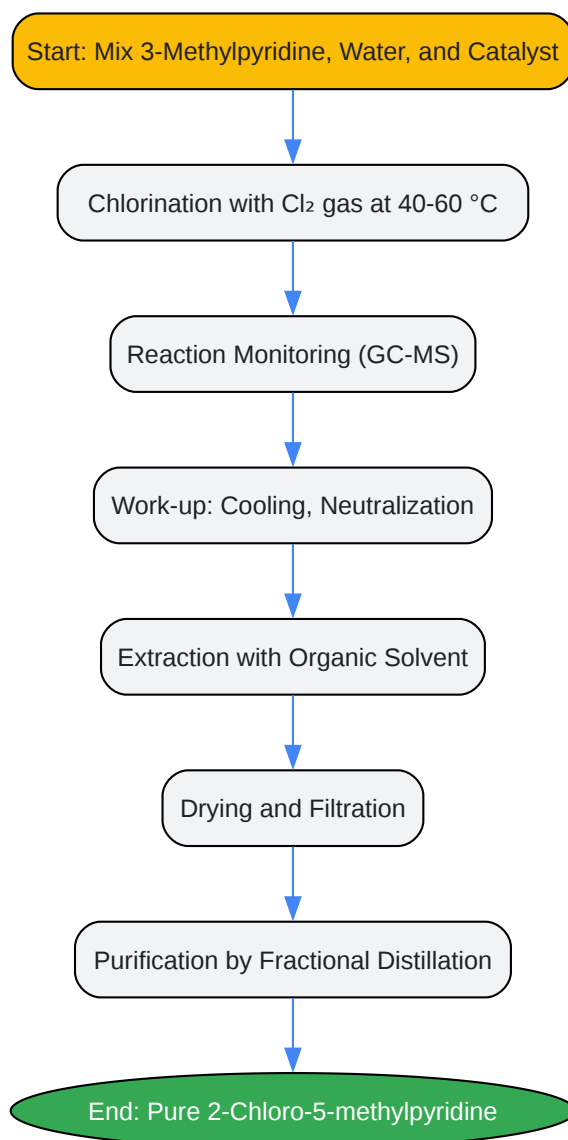 Start: Mix 3-Methylpyridine, Water, and Catalyst
Chlorination with Cl₂ gas at 40-60 °C
Reaction Monitoring (GC-MS)
Work-up: Cooling, Neutralization
Extraction with Organic Solvent
Drying and Filtration
Purification by Fractional Distillation
End: Pure 2-Chloro-5-methylpyridine